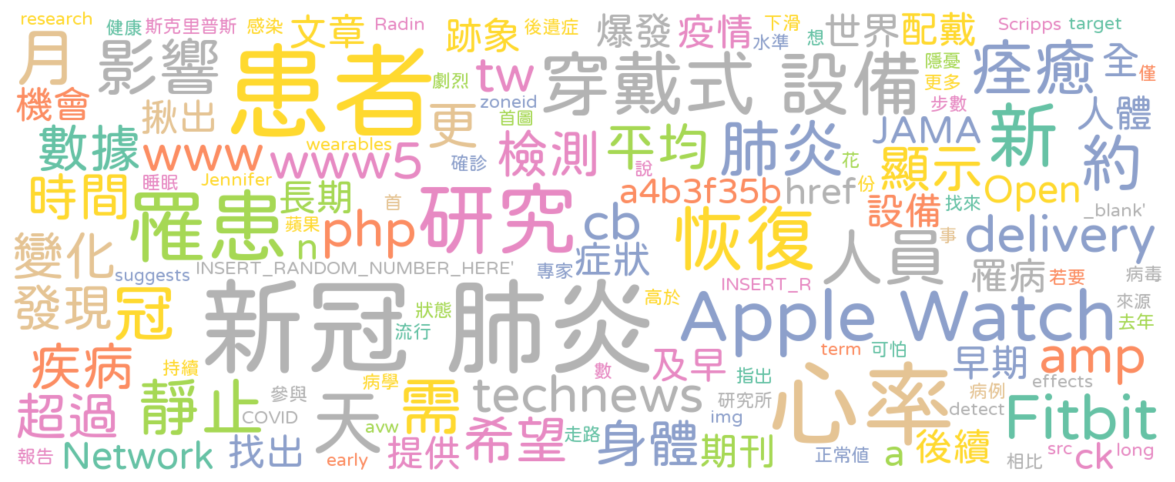 research 健康 斯克里普斯 感染 文章 Radin 跡象 後遺症 爆發 疫情 下滑 水準 想 世界 配戴 Scripps target
月 影響 患者 劇烈 tw 穿戴式 設備 隱憂 更多 痊癒 全 僅
機會 揪出 更 zoneid 首圖 步數 人體
數據 www www5 wearables 確診 檢測 平均 說 肺炎 花 JAMA 新 約
時間 睡眠 Jennifer 長期 蘋果 首 研究 a4b3f35b href 份 顯示 設備 找來 Open _blank'
罹患 n php cb 恢復 人員 事 delivery
變化 suggests INSERT_RANDOM_NUMBER_HERE' 專家 症狀 INSERT_R 罹病 若要 病毒
發現 冠 新冠 肺炎 狀態 流行 高於 Apple Watch 來源 去年
疾病 持續 病學 數 及早 指出 term 可怕 早期 amp
超過 靜止 參與 COVID 天 需 technews 研究所 img 心率 病例 detect effects Fitbit
報告 Network 找出 early avw 提供 希望 走路 身體 期刊 正常值 a 後續 相比 src ck long